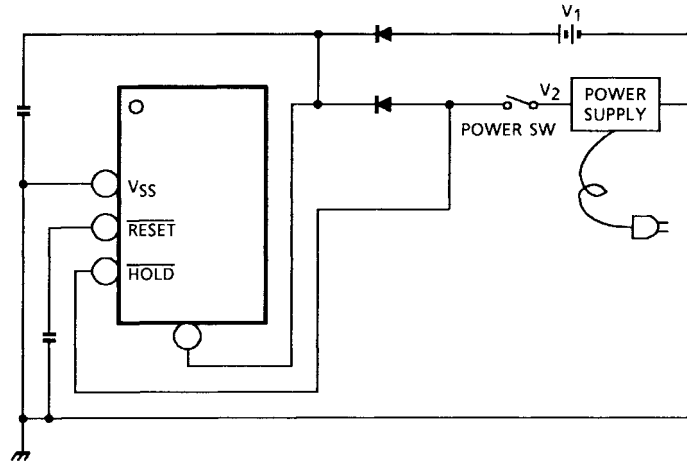 V1
V2
POWER
SUPPLY
POWER SW
VSS
RESET
HOLD